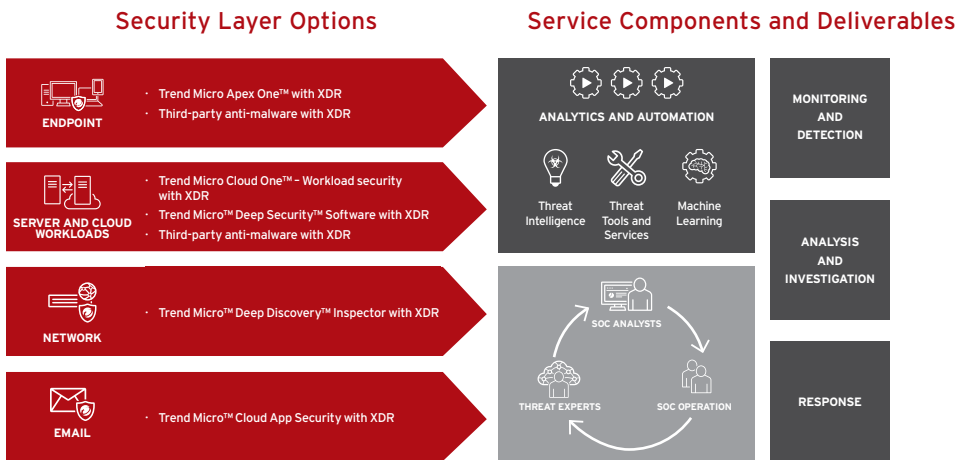 Security Layer Options
Service Components and Deliverables
ENDPOINT
· Trend Micro Apex One™ with XDR
· Third-party anti-malware with XDR
SERVER AND CLOUD
WORKLOADS
· Trend Micro Cloud One™ – Workload security
with XDR
· Trend Micro™ Deep Security™ Software with XDR
· Third-party anti-malware with XDR
NETWORK
· Trend Micro™ Deep Discovery™ Inspector with XDR
EMAIL
· Trend Micro™ Cloud App Security with XDR
ANALYTICS AND AUTOMATION
Threat
Intelligence
Threat
Tools and
Services
Machine
Learning
SOC ANALYSTS
THREAT EXPERTS
SOC OPERATION
MONITORING
AND
DETECTION
ANALYSIS
AND
INVESTIGATION
RESPONSE